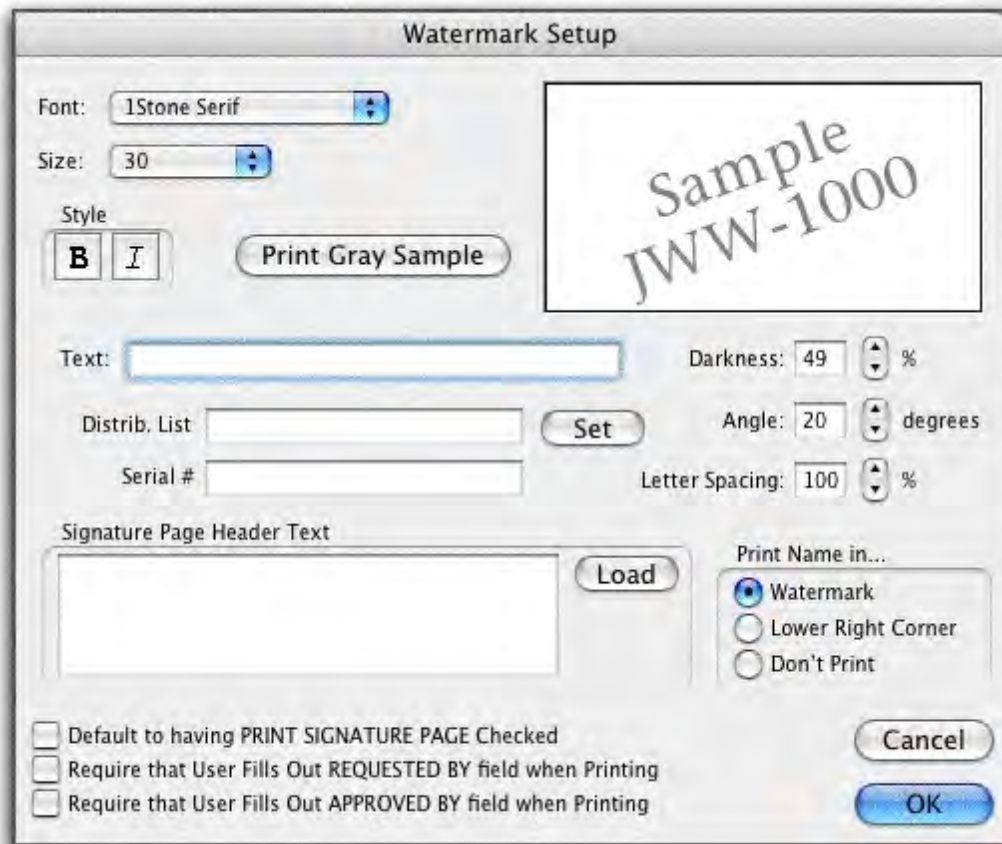 Watermark Setup
Font: 1Stone Serif
Size: 30
Style
B I
Print Gray Sample
Sample
JWW-1000
Text:
Darkness: 49 %
Distrib. List
Set
Angle: 20 degrees
Serial #
Letter Spacing: 100 %
Signature Page Header Text
Load
Print Name in...
Watermark
Lower Right Corner
Don't Print
Default to having PRINT SIGNATURE PAGE Checked
Require that User Fills Out REQUESTED BY field when Printing
Require that User Fills Out APPROVED BY field when Printing
Cancel
OK